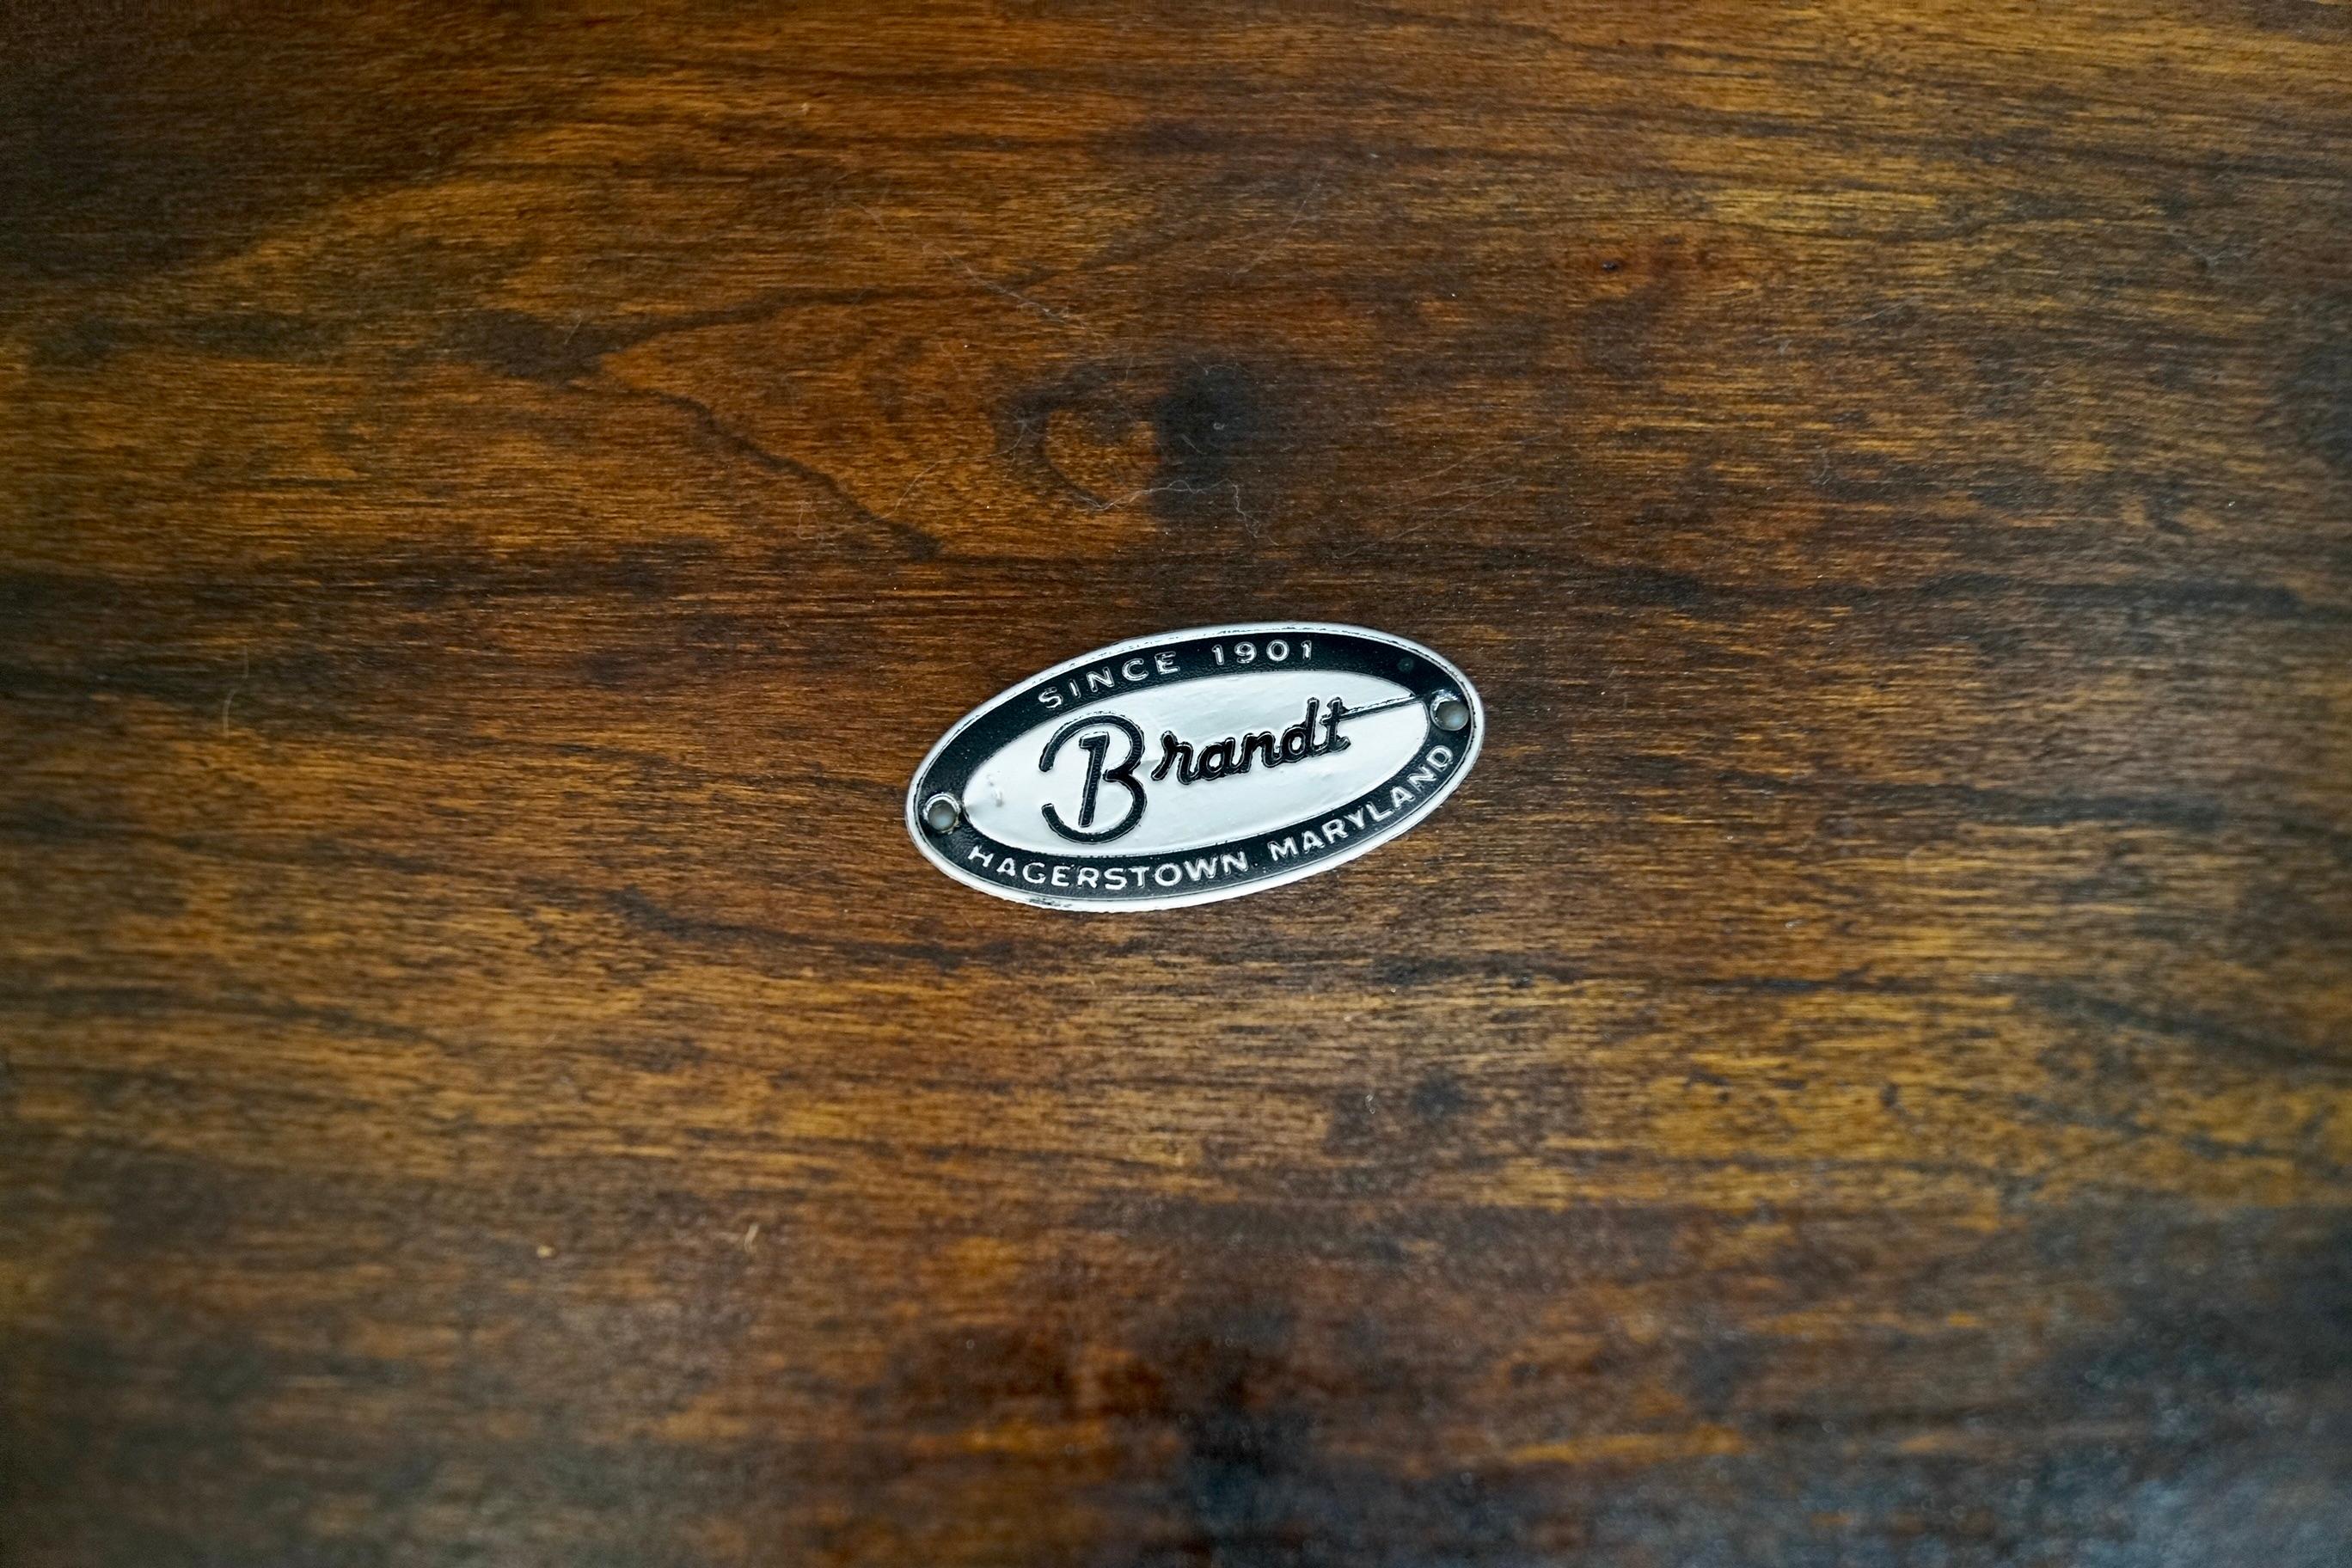 SINCE 1901
Brandt
HAGERSTOWN MARYLAND